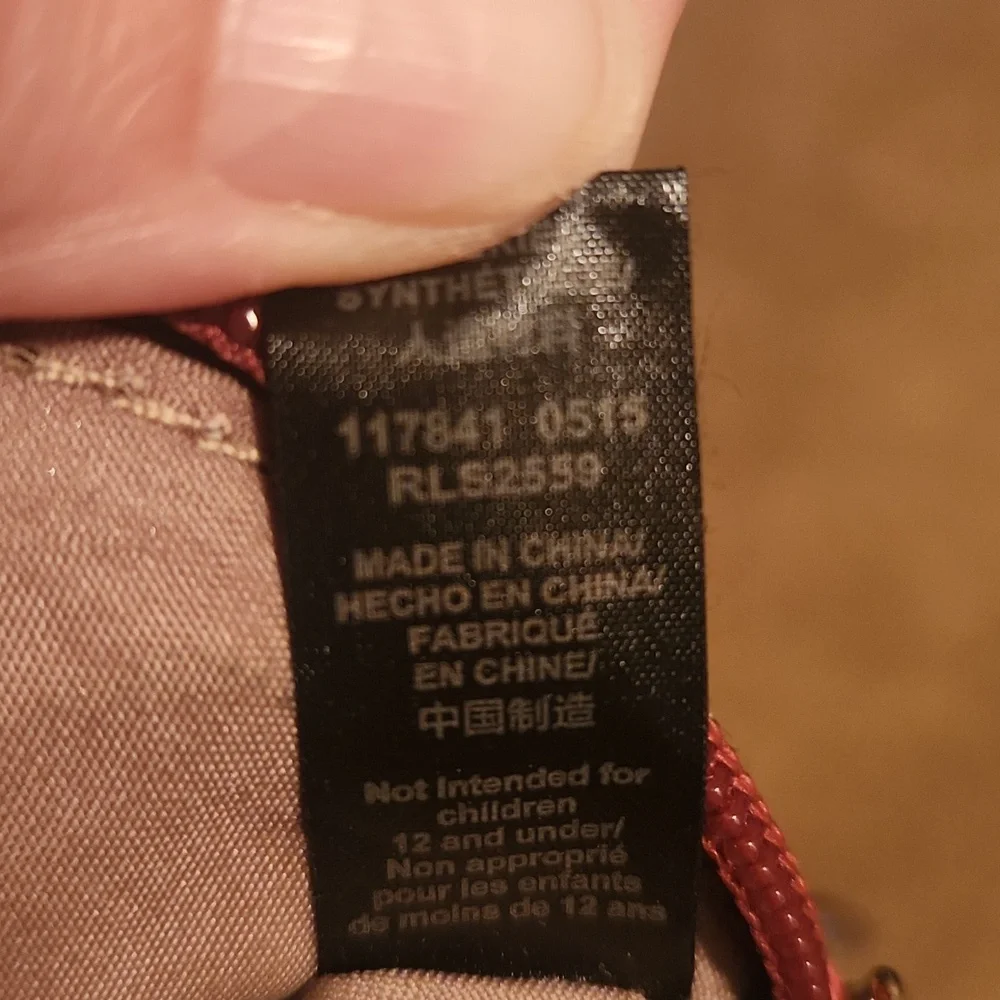 117841 0515
RLS2559
MADE IN CHINA/
HECHO EN CHINA/
FABRIQUÉ
EN CHINE/
中国制造
Not Intended for
children
12 and under/
Non approprié
pour les enfants
de moins de 12 ans